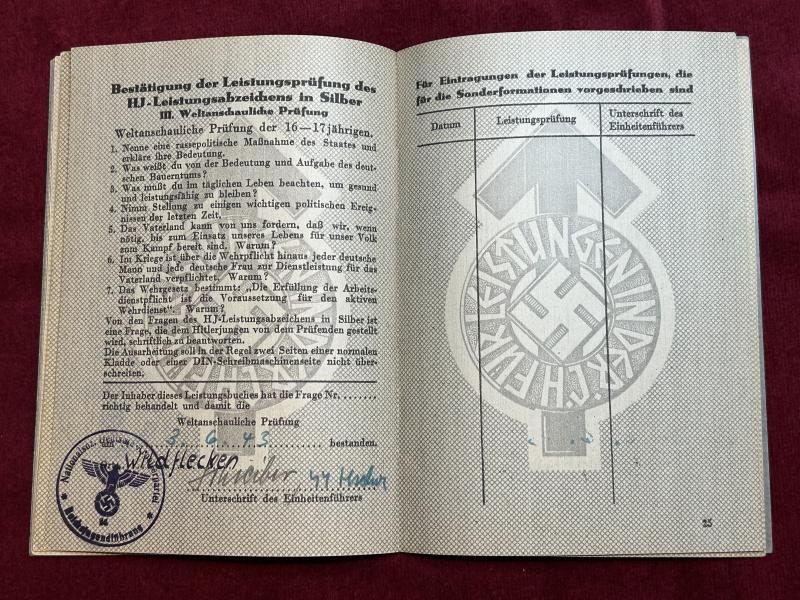 Bestätigung der Leistungsprüfung des
HJ-Leistungsabzeichens in Silber
III. Weltanschauliche Prüfung
Weltanschauliche Prüfung der 16—17jährigen.
1. Nenne eine rassepolitische Maßnahme des Staates und
erkläre ihre Bedeutung.
2. Was weißt du von der Bedeutung und Aufgabe des deut-
schen Bauerntums?
3. Was mußt du im täglichen Leben beachten, um gesund
und leistungsfähig zu bleiben?
4. Nimm Stellung zu einigen wichtigen politischen Ereig-
nissen der letzten Zeit.
5. Das Vaterland kann von uns fordern, daß wir, wenn
nötig, bis zum Einsatz unseres Lebens für unser Volk
zum Kampf bereit sind. Warum?
6. Im Kriege ist über die Wehrpflicht hinaus jeder deutsche
Mann und jede deutsche Frau zur Dienstleistung für das
Vaterland verpflichtet. Warum?
7. Das Wehrgesetz bestimmt: „Die Erfüllung der Arbeits-
dienstpflicht ist die Voraussetzung für den aktiven
Wehrdienst“. Warum?
Von den Fragen des HJ-Leistungsabzeichens in Silber ist
eine Frage, die dem Hitlerjungen von dem Prüfenden gestellt
wird, schriftlich zu beantworten.
Die Ausarbeitung soll in der Regel zwei Seiten einer normalen
Kladde oder einer DIN-Schreibmaschinenseite nicht über-
schreiten.
Der Inhaber dieses Leistungsbuches hat die Frage Nr. .......
richtig behandelt und damit die
Weltanschauliche Prüfung
am 3. 6. 43 bestanden.
Wildflecken
Unterschrift des Einheitenführers
Reichsjugendführung
Für Eintragungen der Leistungsprüfungen, die
für die Sonderformationen vorgeschrieben sind
Datum Leistungsprüfung Unterschrift des
Einheitenführers
FÜR LEISTUNGEN IN DER H.J.
25